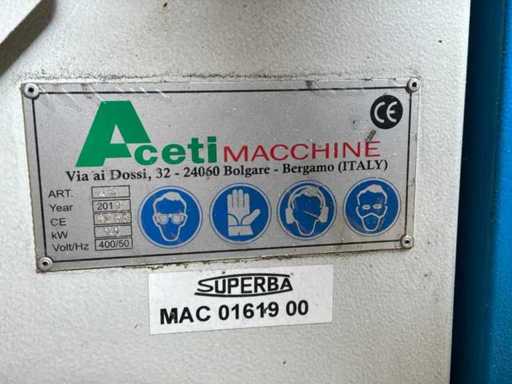 Aceti MACCHINE
CE
Via ai Dossi, 32 - 24060 Bolgare - Bergamo (ITALY)
ART.
Year
CE
kW
Volt/Hz 400/50
SUPERBA
MAC 01619 00